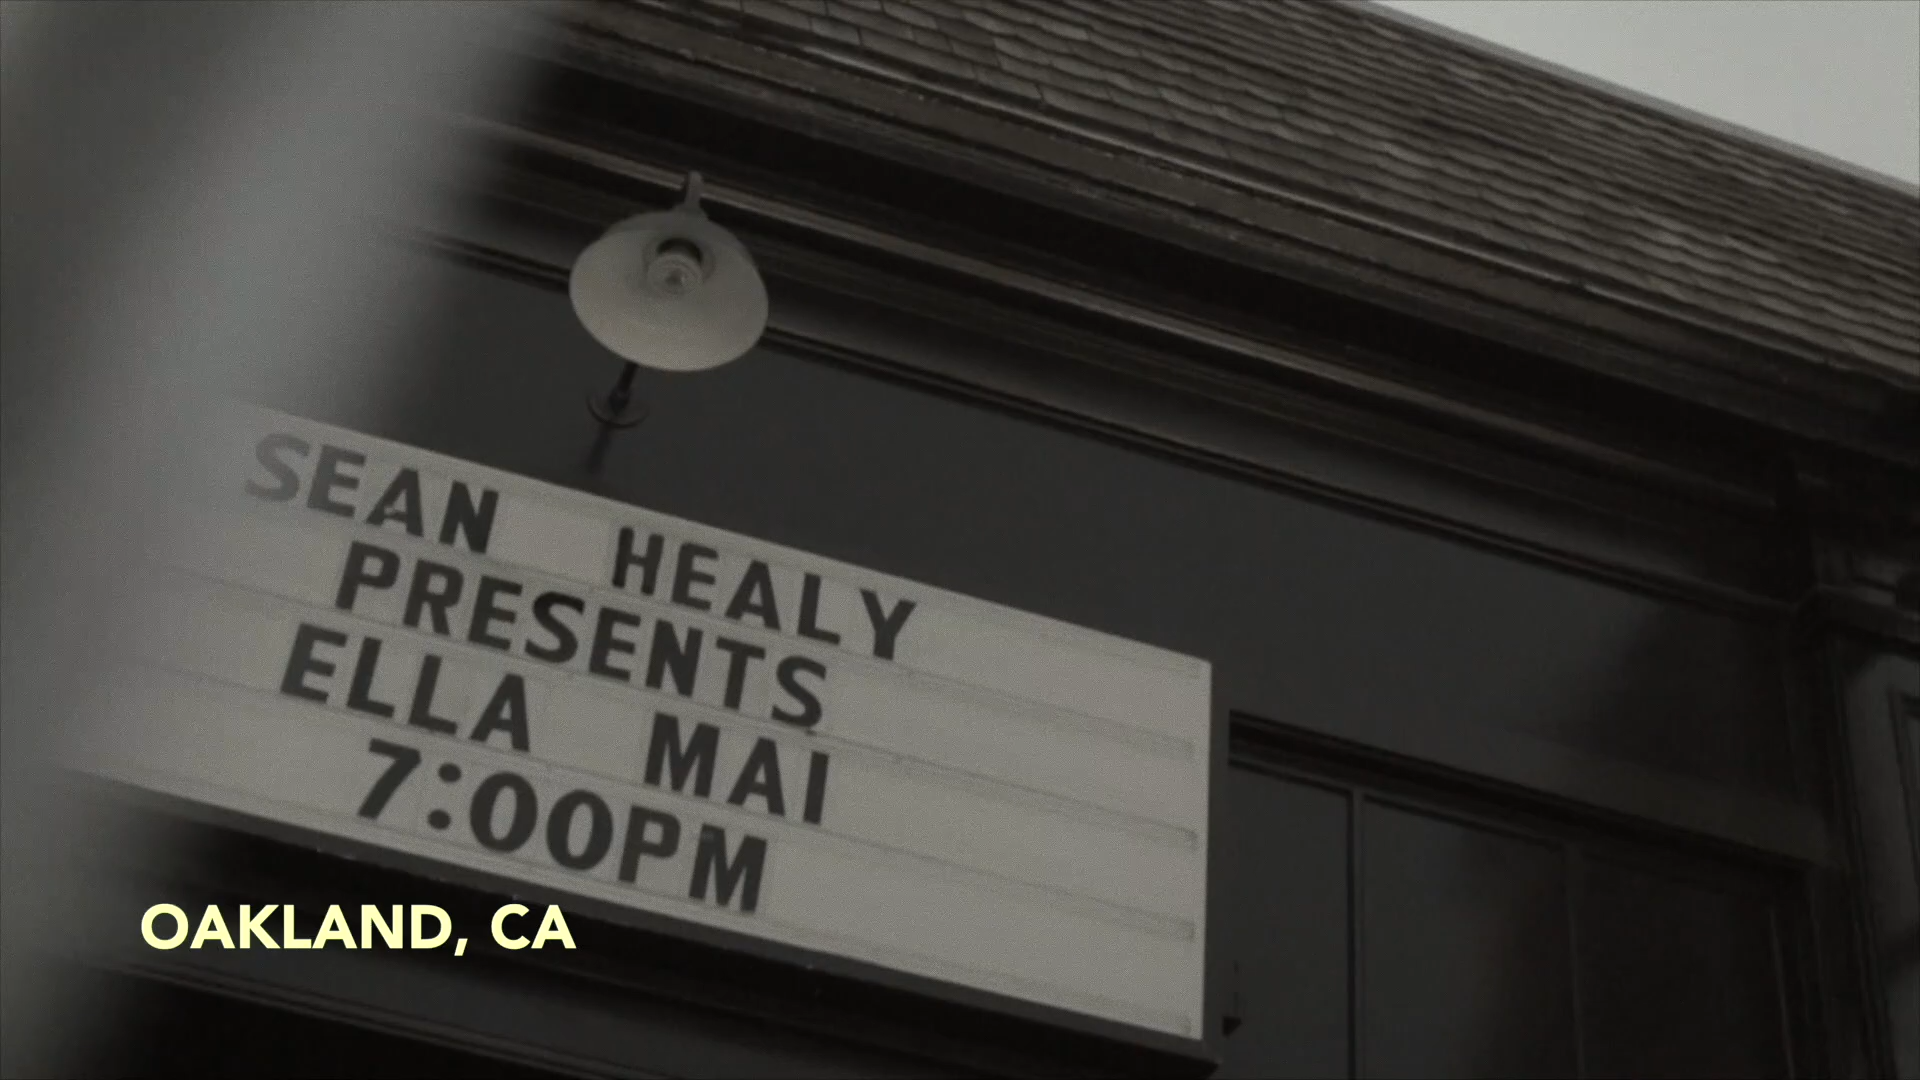 SEAN HEALY
PRESENTS
ELLA MAI
7:00PM
OAKLAND, CA